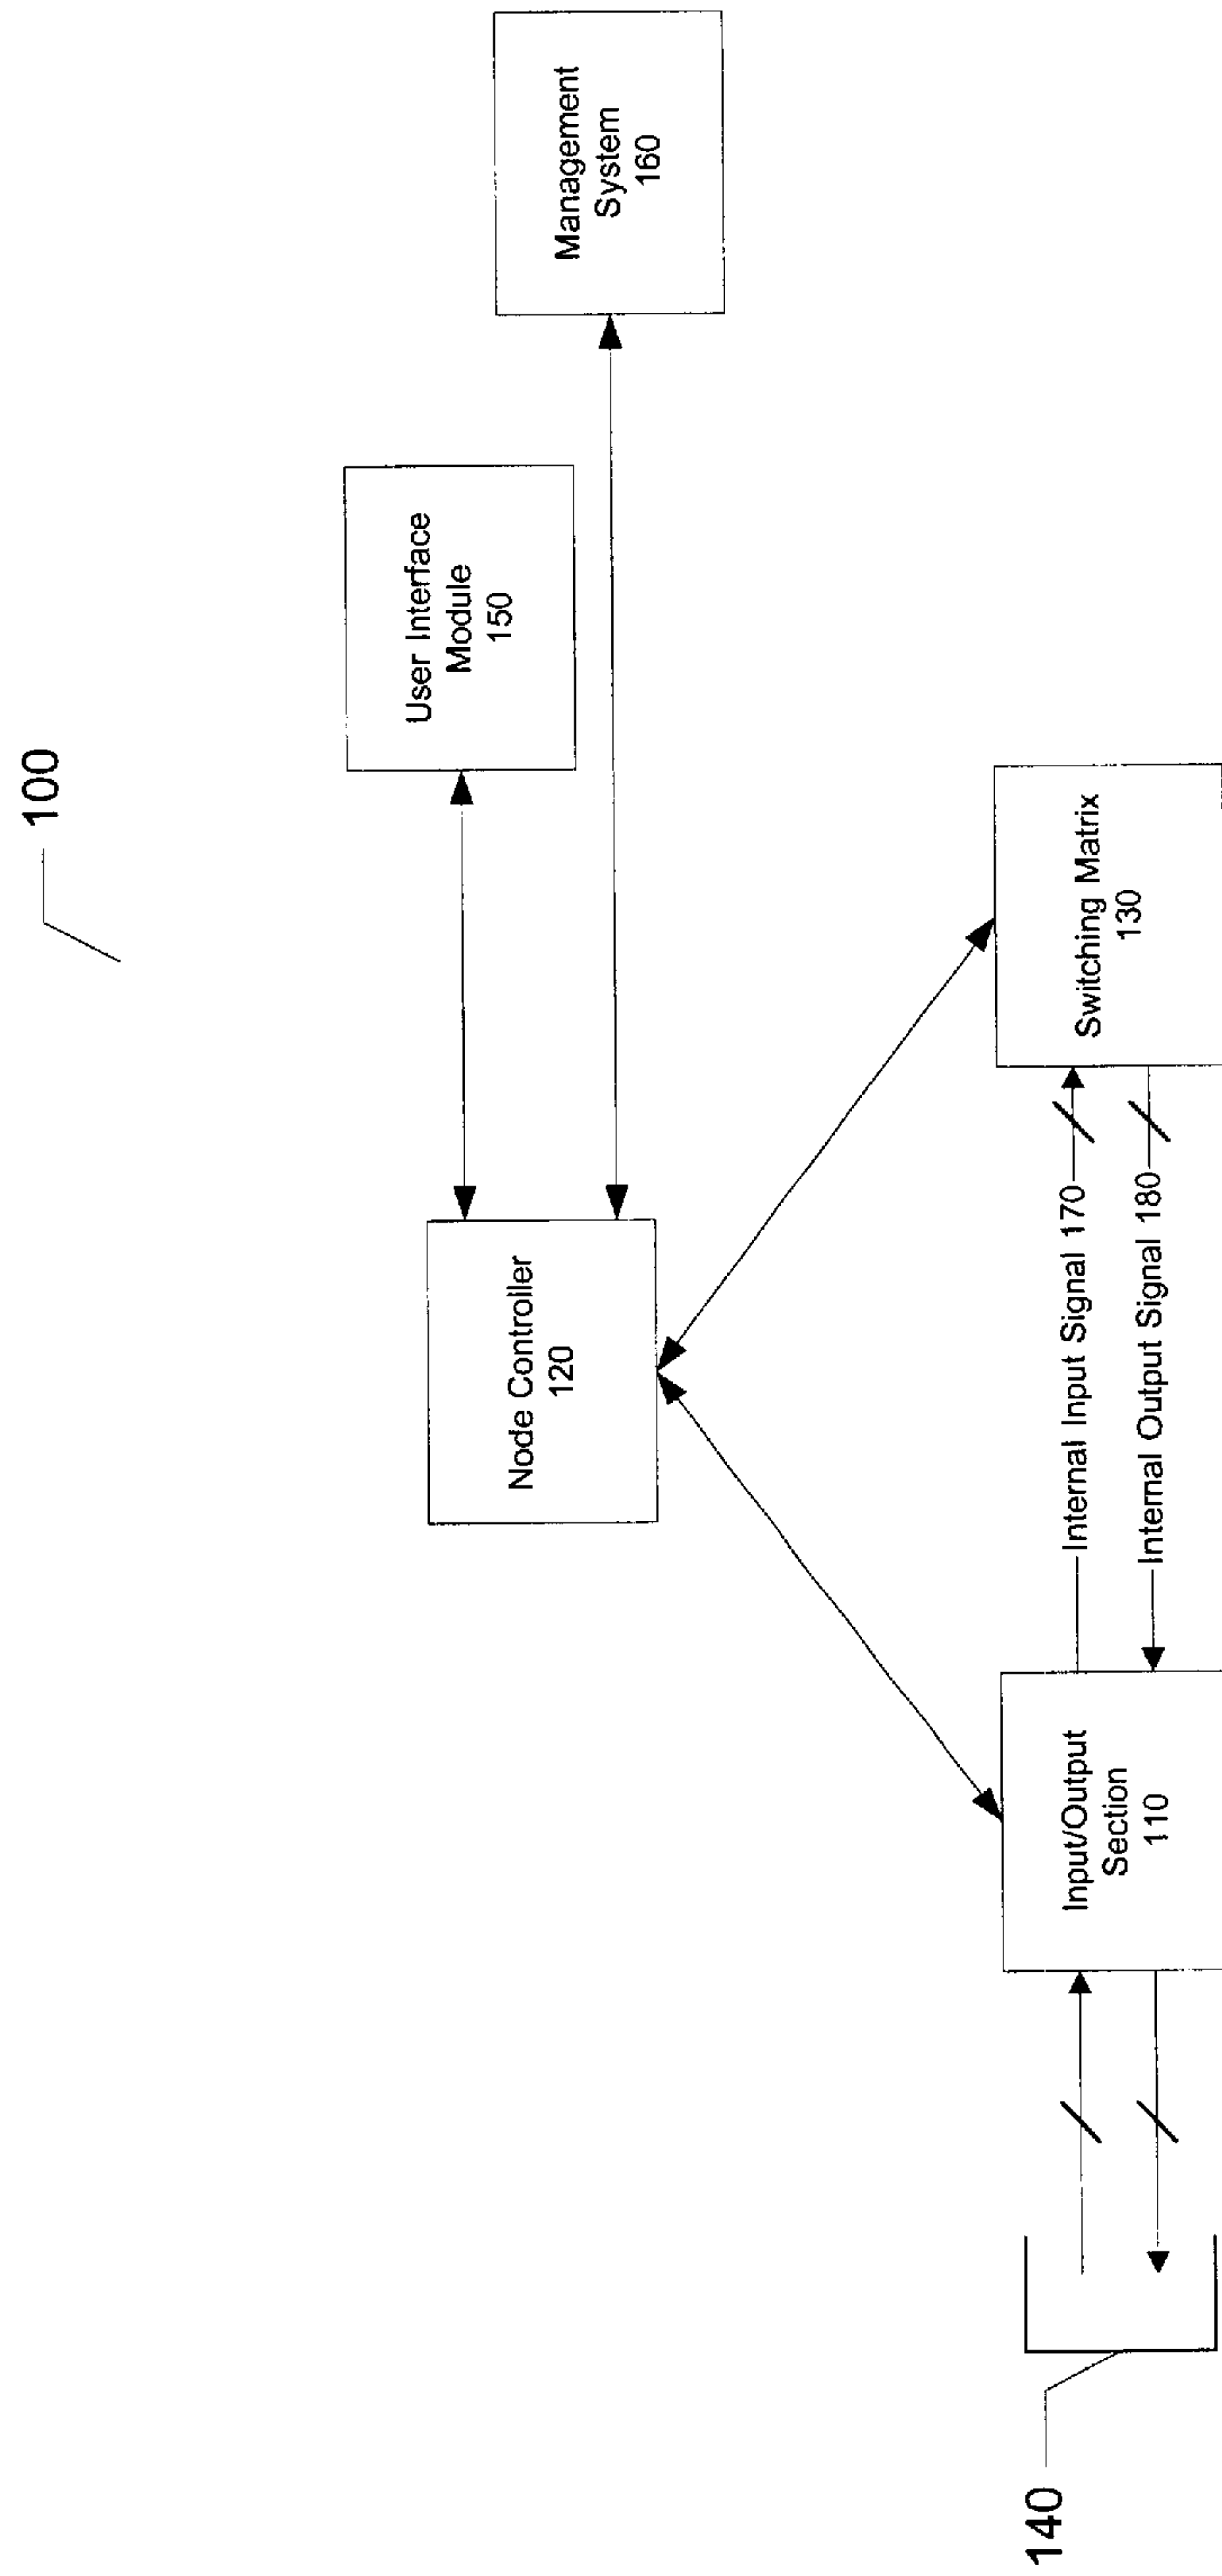 100
Management
System
160
User Interface
Module
150
Node Controller
120
Switching Matrix
130
Internal Input Signal 170
Internal Output Signal 180
Input/Output
Section
110
140